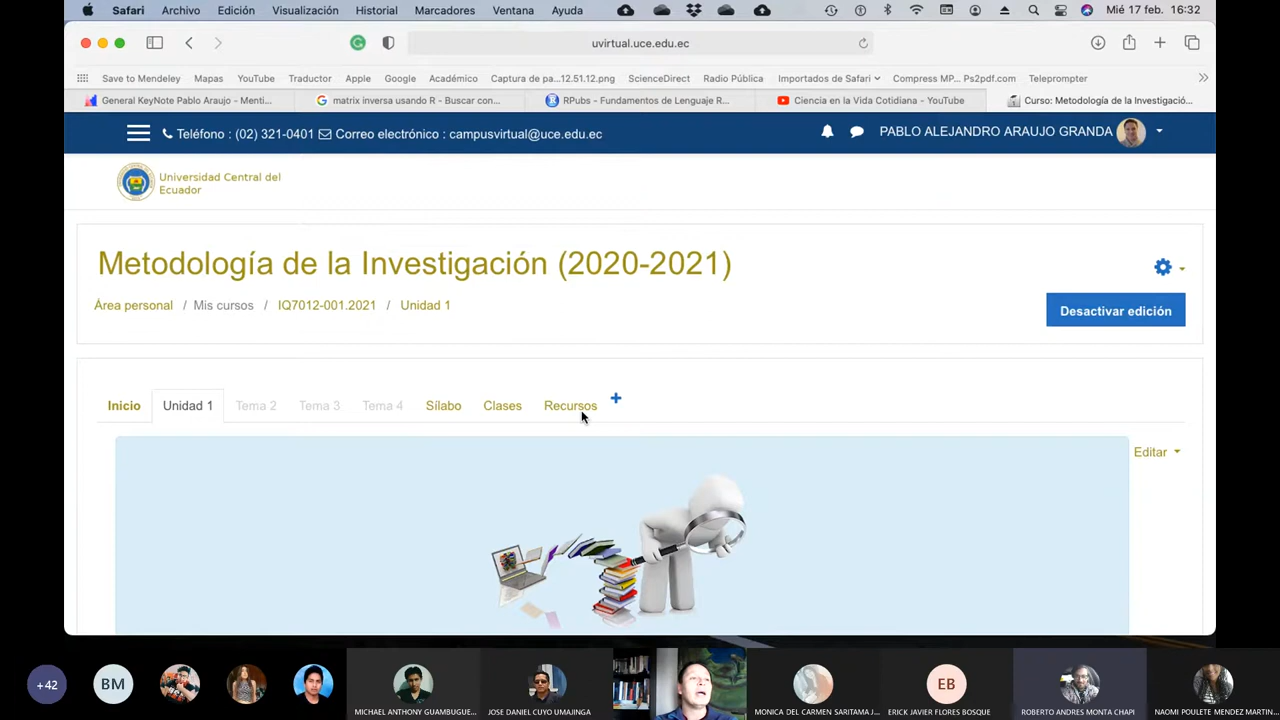 Safari Archivo Edición Visualización Historial Marcadores Ventana Ayuda Mié 17 feb. 16:32
uvirtual.uce.edu.ec
Save to Mendeley Mapas YouTube Traductor Apple Google Académico Captura de pa...12.51.12.png ScienceDirect Radio Pública Importados de Safari Compress MP... Ps2pdf.com Teleprompter
General KeyNote Pablo Araujo - Menti... matrix inversa usando R - Buscar con... RPubs - Fundamentos de Lenguaje R... Ciencia en la Vida Cotidiana - YouTube Curso: Metodología de la Investigació...
Teléfono : (02) 321-0401 Correo electrónico : campusvirtual@uce.edu.ec PABLO ALEJANDRO ARAUJO GRANDA
Universidad Central del
Ecuador
Metodología de la Investigación (2020-2021)
Área personal / Mis cursos / IQ7012-001.2021 / Unidad 1
Desactivar edición
Inicio Unidad 1 Tema 2 Tema 3 Tema 4 Sílabo Clases Recursos
Editar
+42 BM EB
MICHAEL ANTHONY GUAMBUGUE... JOSE DANIEL CUYO UMAJINGA MONICA DEL CARMEN SARITAMA J... ERICK JAVIER FLORES BOSQUE ROBERTO ANDRES MONTA CHAPI NAOMI POULETE MENDEZ MARTIN...